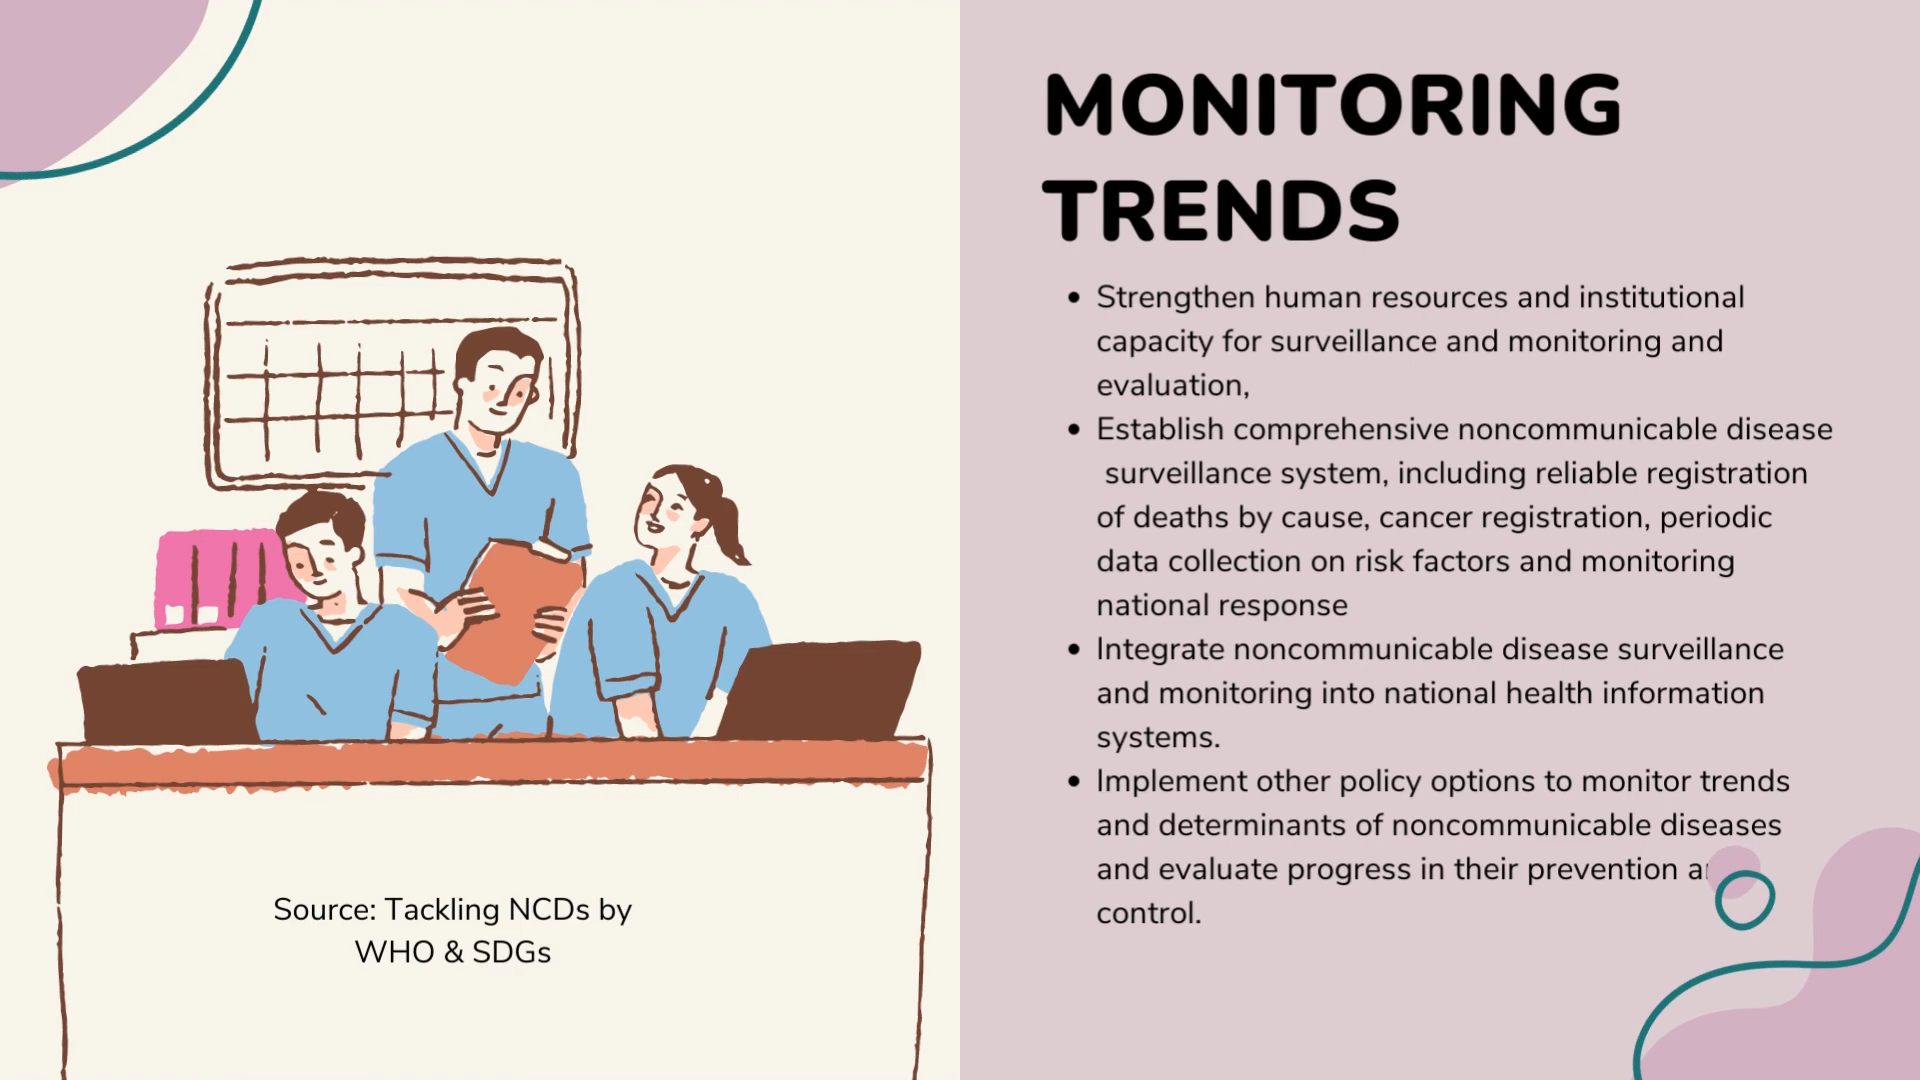 MONITORING
TRENDS
• Strengthen human resources and institutional
capacity for surveillance and monitoring and
evaluation,
• Establish comprehensive noncommunicable disease
surveillance system, including reliable registration
of deaths by cause, cancer registration, periodic
data collection on risk factors and monitoring
national response
• Integrate noncommunicable disease surveillance
and monitoring into national health information
systems.
• Implement other policy options to monitor trends
and determinants of noncommunicable diseases
and evaluate progress in their prevention
control.
Source: Tackling NCDs by
WHO & SDGs